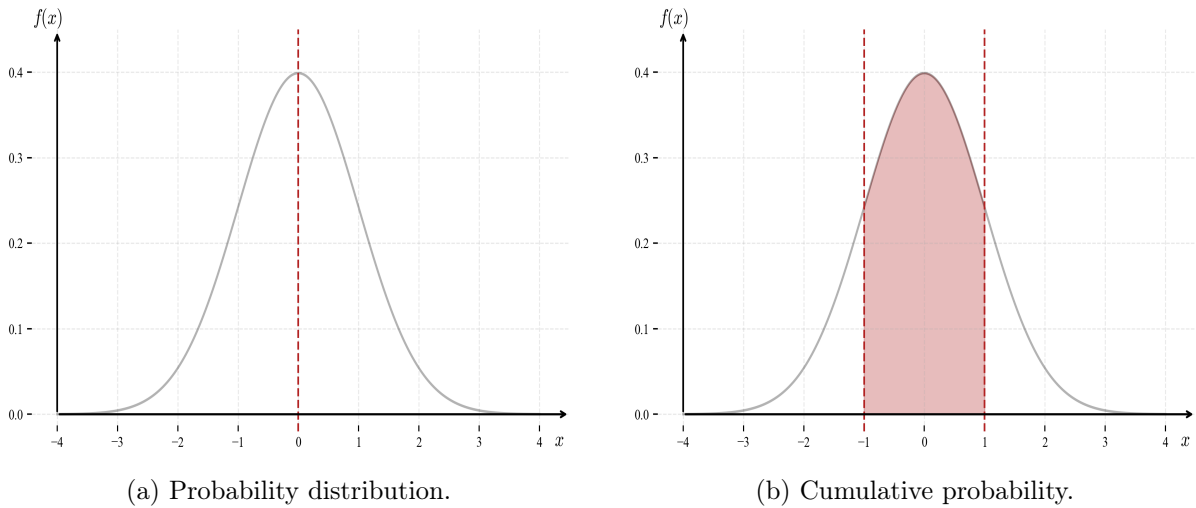 f(x)
0.4
0.3
0.2
0.1
0.0
−4 −3 −2 −1 0 1 2 3 4 x
(a) Probability distribution.
f(x)
0.4
0.3
0.2
0.1
0.0
−4 −3 −2 −1 0 1 2 3 4 x
(b) Cumulative probability.